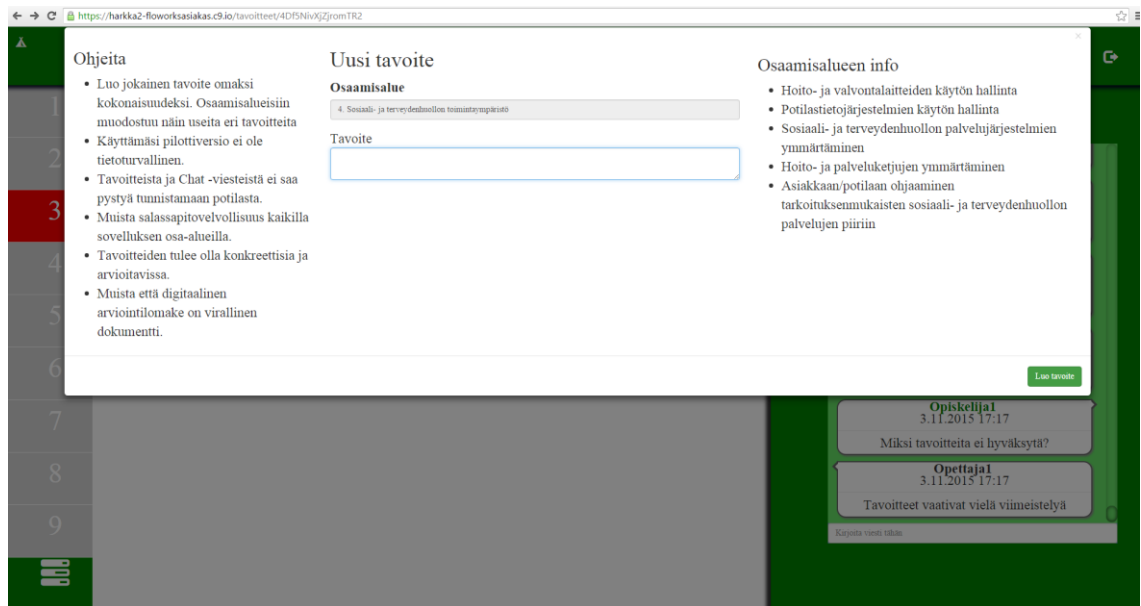 https://harkka2-floworksasiakas.c9.io/tavoitteet/4Df5NivXjZjromTR2
×
Ohjeita
• Luo jokainen tavoite omaksi
kokonaisuudeksi. Osaamisalueisiin
muodostuu näin useita eri tavoitteita
• Käyttämäsi pilottiversio ei ole
tietoturvallinen.
• Tavoitteista ja Chat -viesteistä ei saa
pystyä tunnistamaan potilasta.
• Muista salassapitovelvollisuus kaikilla
sovelluksen osa-alueilla.
• Tavoitteiden tulee olla konkreettisia ja
arvioitavissa.
• Muista että digitaalinen
arviointilomake on virallinen
dokumentti.
Uusi tavoite
Osaamisalue
4. Sosiaali- ja terveydenhuollon toimintaympäristö
Tavoite
Osaamisalueen info
• Hoito- ja valvontalaitteiden käytön hallinta
• Potilastietojärjestelmien käytön hallinta
• Sosiaali- ja terveydenhuollon palvelujärjestelmien
ymmärtäminen
• Hoito- ja palveluketjujen ymmärtäminen
• Asiakkaan/potilaan ohjaaminen
tarkoituksenmukaisten sosiaali- ja terveydenhuollon
palvelujen piiriin
Luo tavoite
1
2
3
4
5
6
7
8
9
Opiskelija1
3.11.2015 17:17
Miksi tavoitteita ei hyväksytä?
Opettaja1
3.11.2015 17:17
Tavoitteet vaativat vielä viimeistelyä
Kirjoita viesti tähän